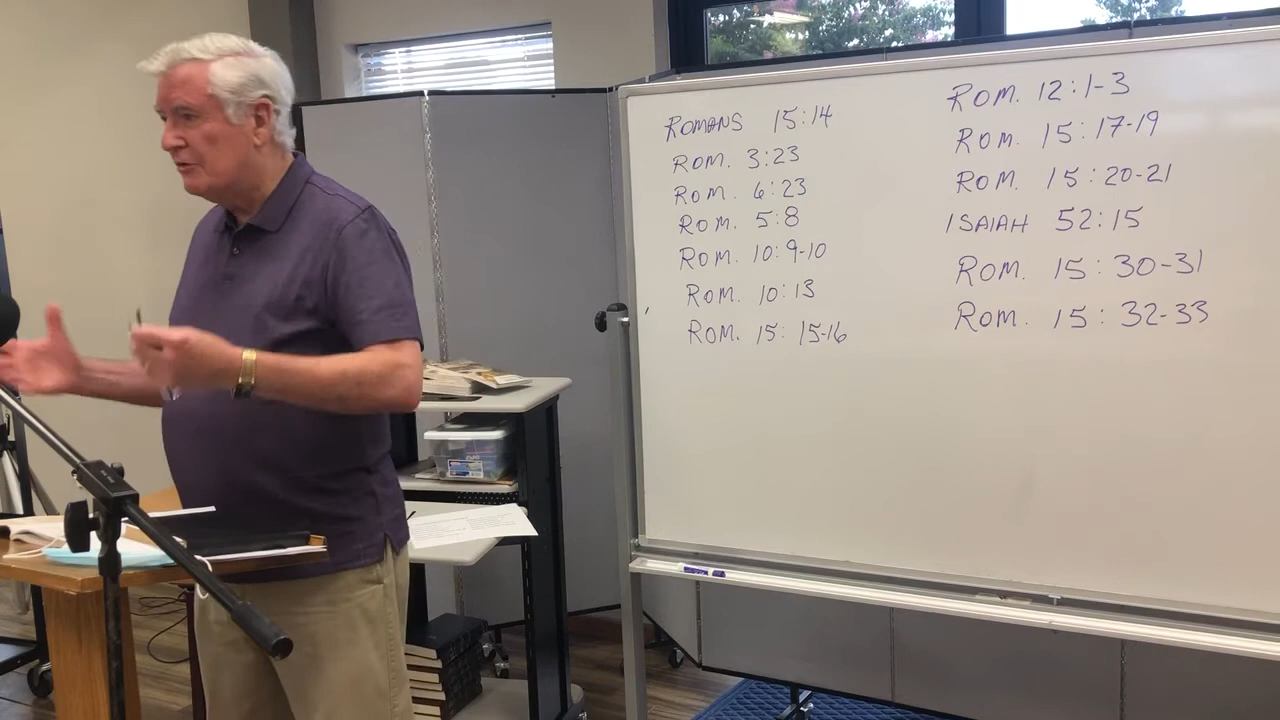 ROMANS 15:14
ROM. 3:23
ROM. 6:23
ROM. 5:8
ROM. 10:9-10
ROM. 10:13
ROM. 15:15-16
ROM. 12:1-3
ROM. 15:17-19
ROM. 15:20-21
ISAIAH 52:15
ROM. 15:30-31
ROM. 15:32-33